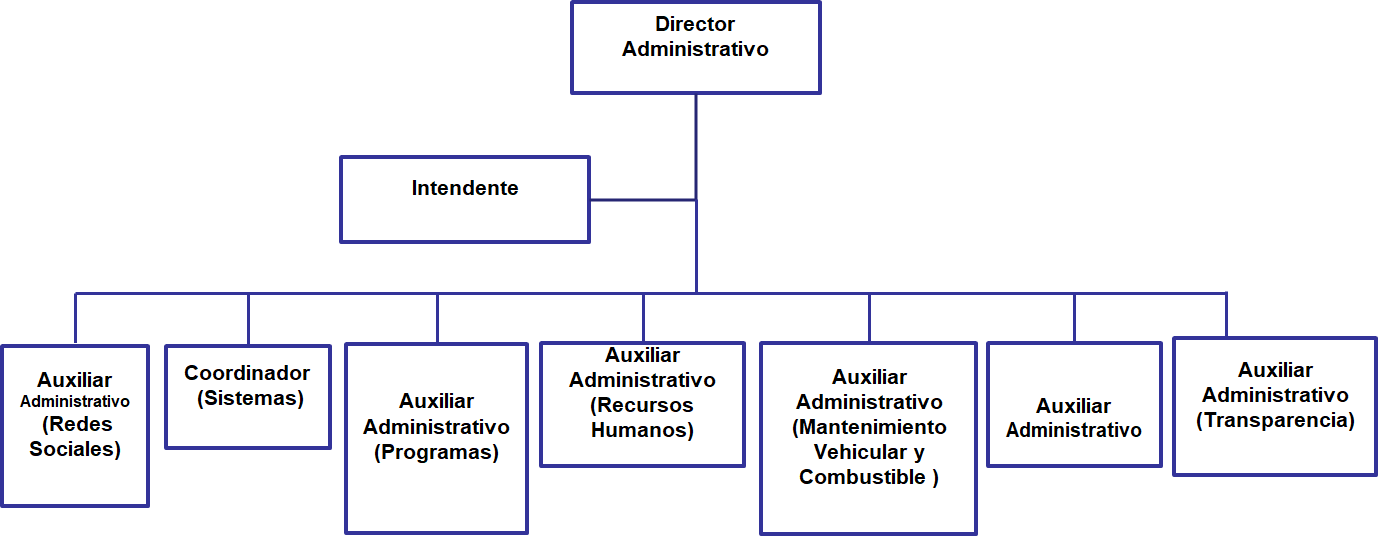 Director
Administrativo
Intendente
Auxiliar
Administrativo
(Redes
Sociales)
Coordinador
(Sistemas)
Auxiliar
Administrativo
(Programas)
Auxiliar
Administrativo
(Recursos
Humanos)
Auxiliar
Administrativo
(Mantenimiento
Vehicular y
Combustible )
Auxiliar
Administrativo
Auxiliar
Administrativo
(Transparencia)